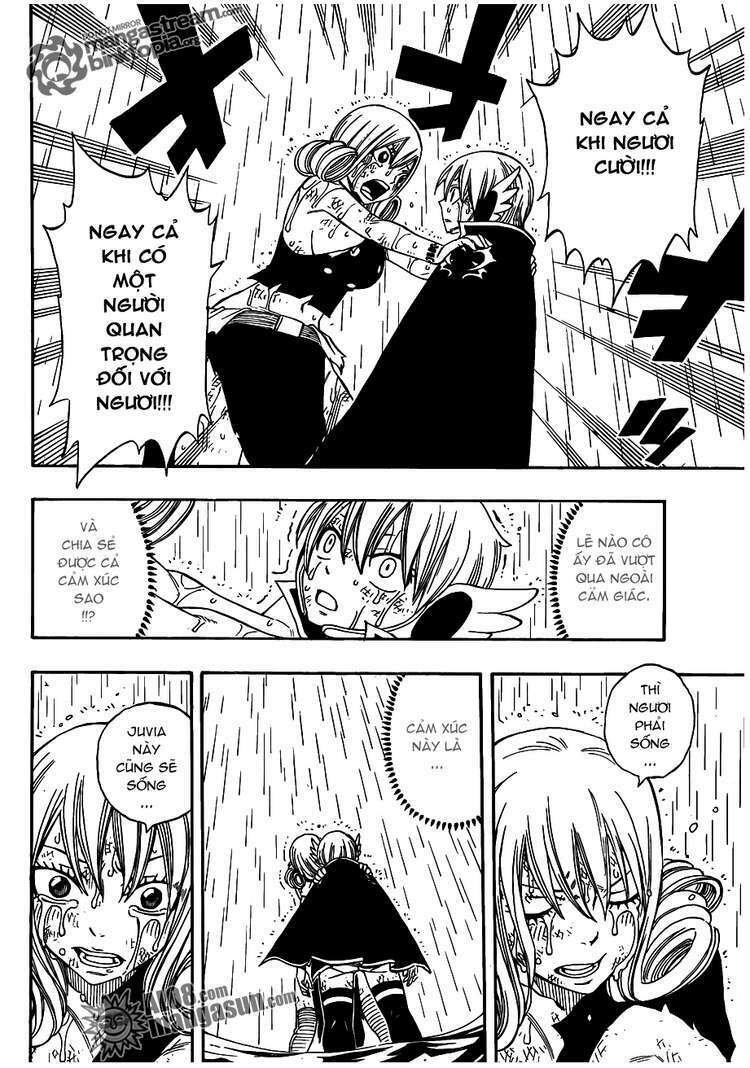 mangastream.com
binktopia.com
NGAY CẢ
KHI NGƯƠI
CƯỜI!!!
NGAY CẢ
KHI CÓ
MỘT
NGƯỜI
QUAN
TRỌNG
ĐỐI VỚI
NGƯƠI!!!
LẼ NÀO CÔ
ẤY ĐÃ VƯỢT
QUA NGOÀI
CẢM GIÁC.
VÀ
CHIA SẺ
ĐƯỢC CẢ
CẢM XÚC
SAO
!!?
THÌ
NGƯƠI
PHẢI
SỐNG
...
CẢM XÚC
NÀY LÀ
...
JUVIA
NÀY
CŨNG SẼ
SỐNG
...
mangasun.com